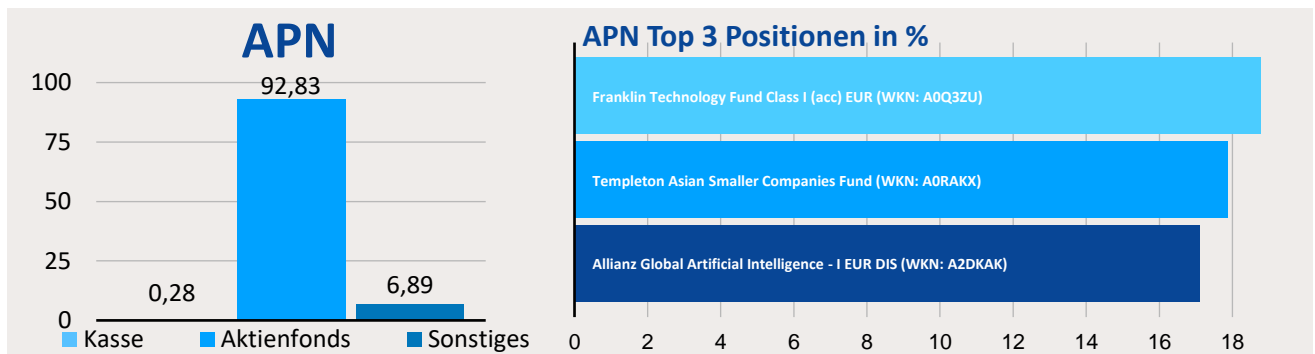 APN
100
75
50
25
0
0,28
92,83
6,89
Kasse
Aktienfonds
Sonstiges
APN Top 3 Positionen in %
Franklin Technology Fund Class I (acc) EUR (WKN: A0Q3ZU)
Templeton Asian Smaller Companies Fund (WKN: A0RAKX)
Allianz Global Artificial Intelligence - I EUR DIS (WKN: A2DKAK)
0 2 4 6 8 10 12 14 16 18